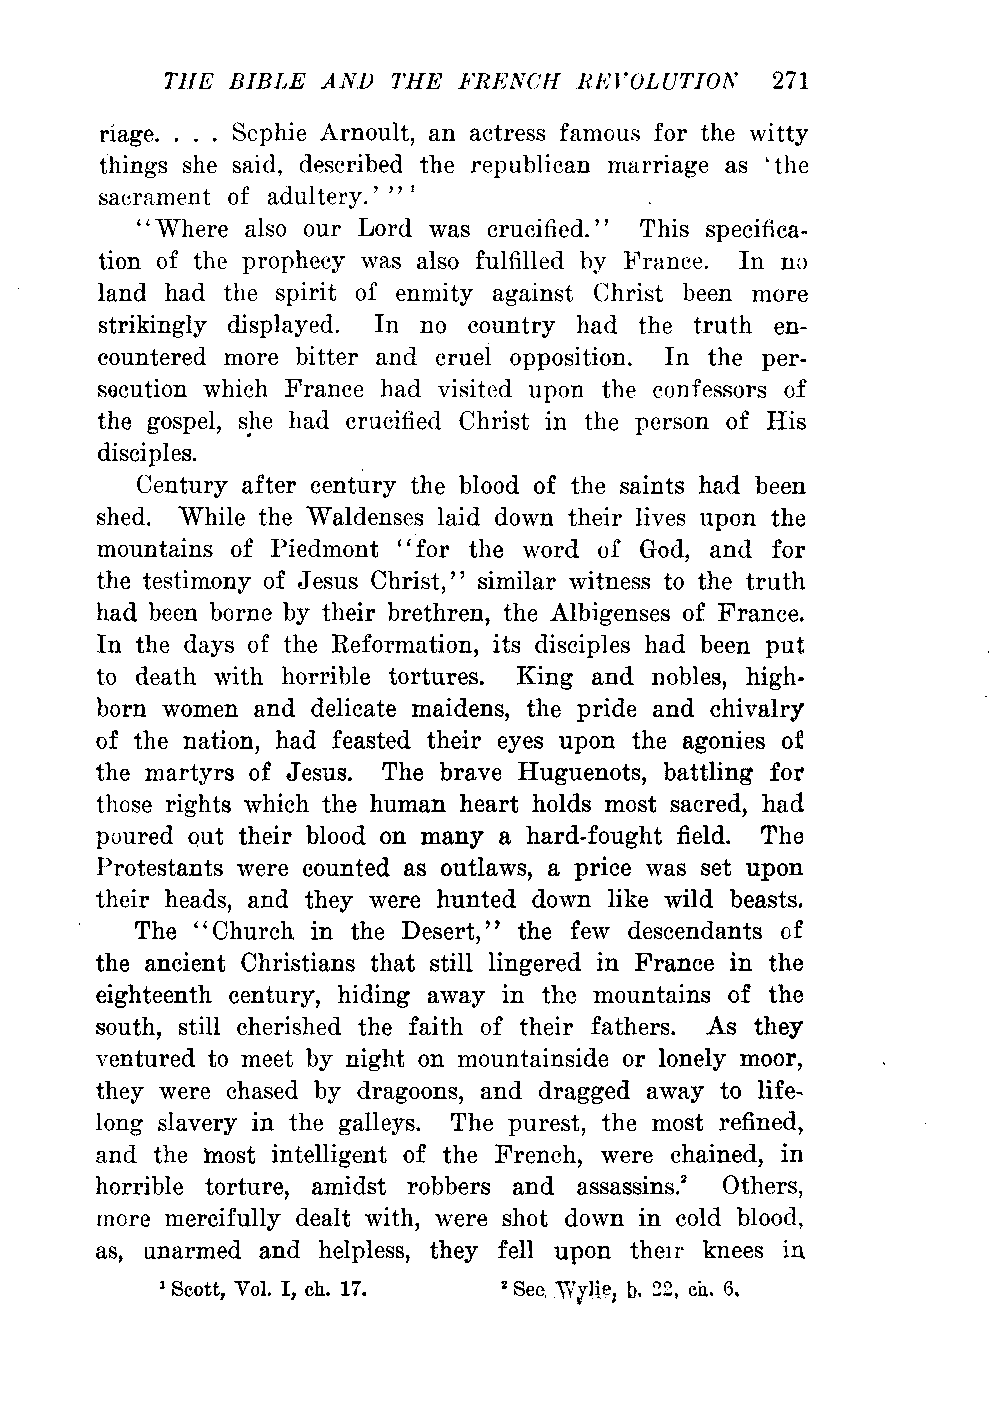 THE BIBLE AND THE FRENCH REVOLUTION 271
riage. . . . Sophie Arnoult, an actress famous for the witty
things she said, described the republican marriage as 'the
sacrament of adultery.' " ¹
"Where also our Lord was crucified." This specifica-
tion of the prophecy was also fulfilled by France. In no
land had the spirit of enmity against Christ been more
strikingly displayed. In no country had the truth en-
countered more bitter and cruel opposition. In the per-
secution which France had visited upon the confessors of
the gospel, she had crucified Christ in the person of His
disciples.
Century after century the blood of the saints had been
shed. While the Waldenses laid down their lives upon the
mountains of Piedmont "for the word of God, and for
the testimony of Jesus Christ," similar witness to the truth
had been borne by their brethren, the Albigenses of France.
In the days of the Reformation, its disciples had been put
to death with horrible tortures. King and nobles, high-
born women and delicate maidens, the pride and chivalry
of the nation, had feasted their eyes upon the agonies of
the martyrs of Jesus. The brave Huguenots, battling for
those rights which the human heart holds most sacred, had
poured out their blood on many a hard-fought field. The
Protestants were counted as outlaws, a price was set upon
their heads, and they were hunted down like wild beasts.
The "Church in the Desert," the few descendants of
the ancient Christians that still lingered in France in the
eighteenth century, hiding away in the mountains of the
south, still cherished the faith of their fathers. As they
ventured to meet by night on mountainside or lonely moor,
they were chased by dragoons, and dragged away to life-
long slavery in the galleys. The purest, the most refined,
and the most intelligent of the French, were chained, in
horrible torture, amidst robbers and assassins.² Others,
more mercifully dealt with, were shot down in cold blood,
as, unarmed and helpless, they fell upon their knees in
¹ Scott, Vol. I, ch. 17. ² See Wylie, b. 22, ch. 6.